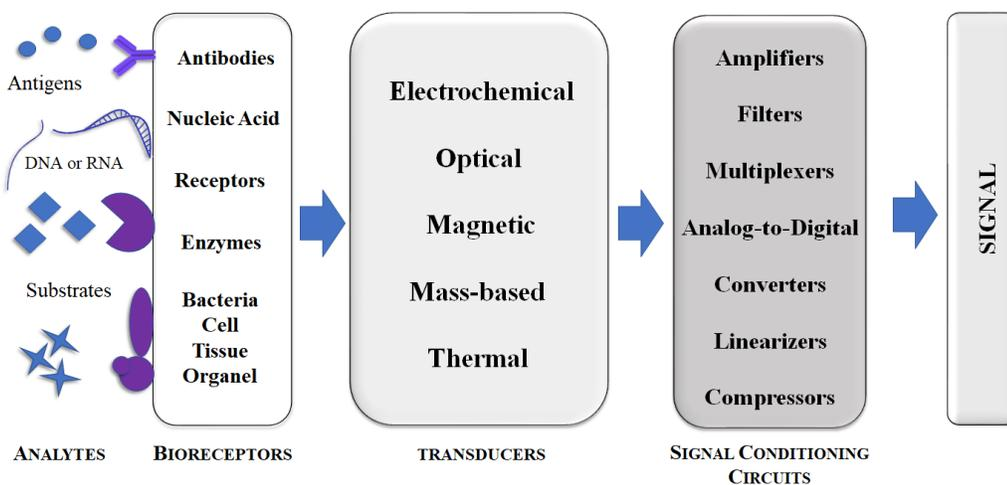 Antigens
DNA or RNA
Substrates
ANALYTES
Antibodies
Nucleic Acid
Receptors
Enzymes
Bacteria
Cell
Tissue
Organel
BIORECEPTORS
Electrochemical
Optical
Magnetic
Mass-based
Thermal
TRANSDUCERS
Amplifiers
Filters
Multiplexers
Analog-to-Digital
Converters
Linearizers
Compressors
SIGNAL CONDITIONING
CIRCUITS
SIGNAL